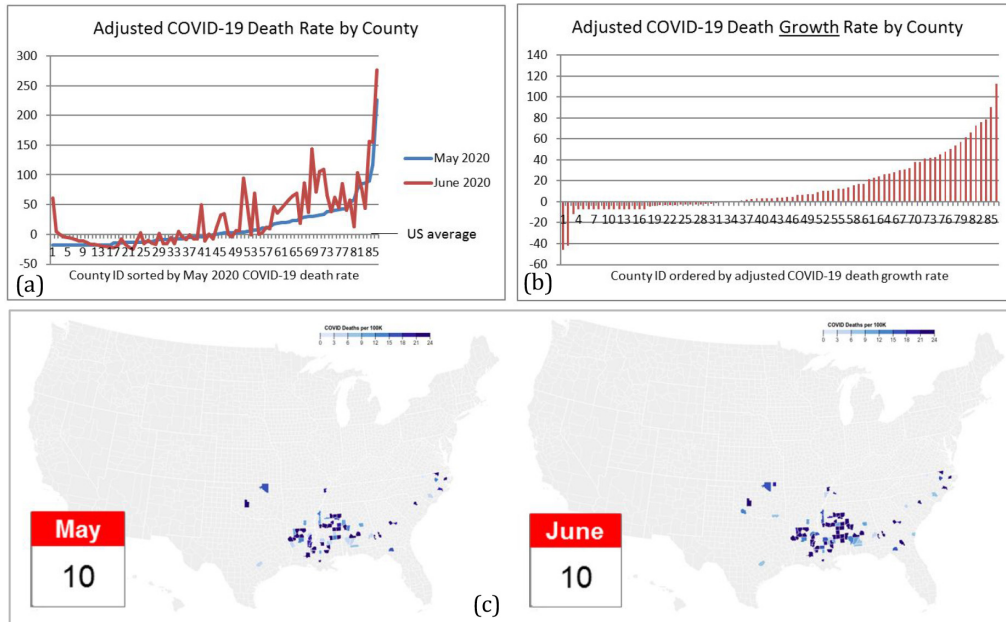 Adjusted COVID-19 Death Rate by County
300
250
200
150
100
50
0
-50
1 5 9 13 17 21 25 29 33 37 41 45 49 53 57 61 65 69 73 77 81 85
May 2020
June 2020
US average
County ID sorted by May 2020 COVID-19 death rate
(a)
Adjusted COVID-19 Death Growth Rate by County
140
120
100
80
60
40
20
0
-20
-40
-60
1 4 7 10 13 16 19 22 25 28 31 34 37 40 43 46 49 52 55 58 61 64 67 70 73 76 79 82 85
County ID ordered by adjusted COVID-19 death growth rate
(b)
COVID Deaths per 100K
0 3 6 9 12 15 18 21 24
May
10
COVID Deaths per 100K
0 3 6 9 12 15 18 21 24
June
10
(c)